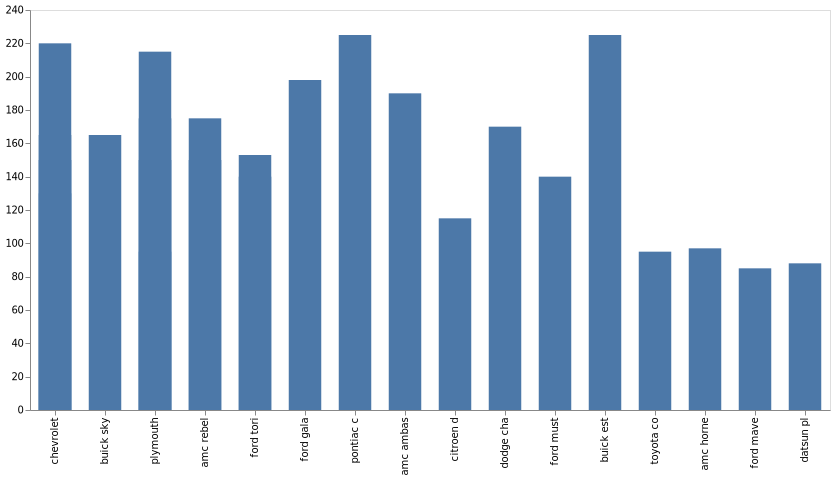 240
220
200
180
160
140
120
100
80
60
40
20
0
chevrolet
buick sky
plymouth
amc rebel
ford tori
ford gala
pontiac c
amc ambas
citroen d
dodge cha
ford must
buick est
toyota co
amc horne
ford mave
datsun pl